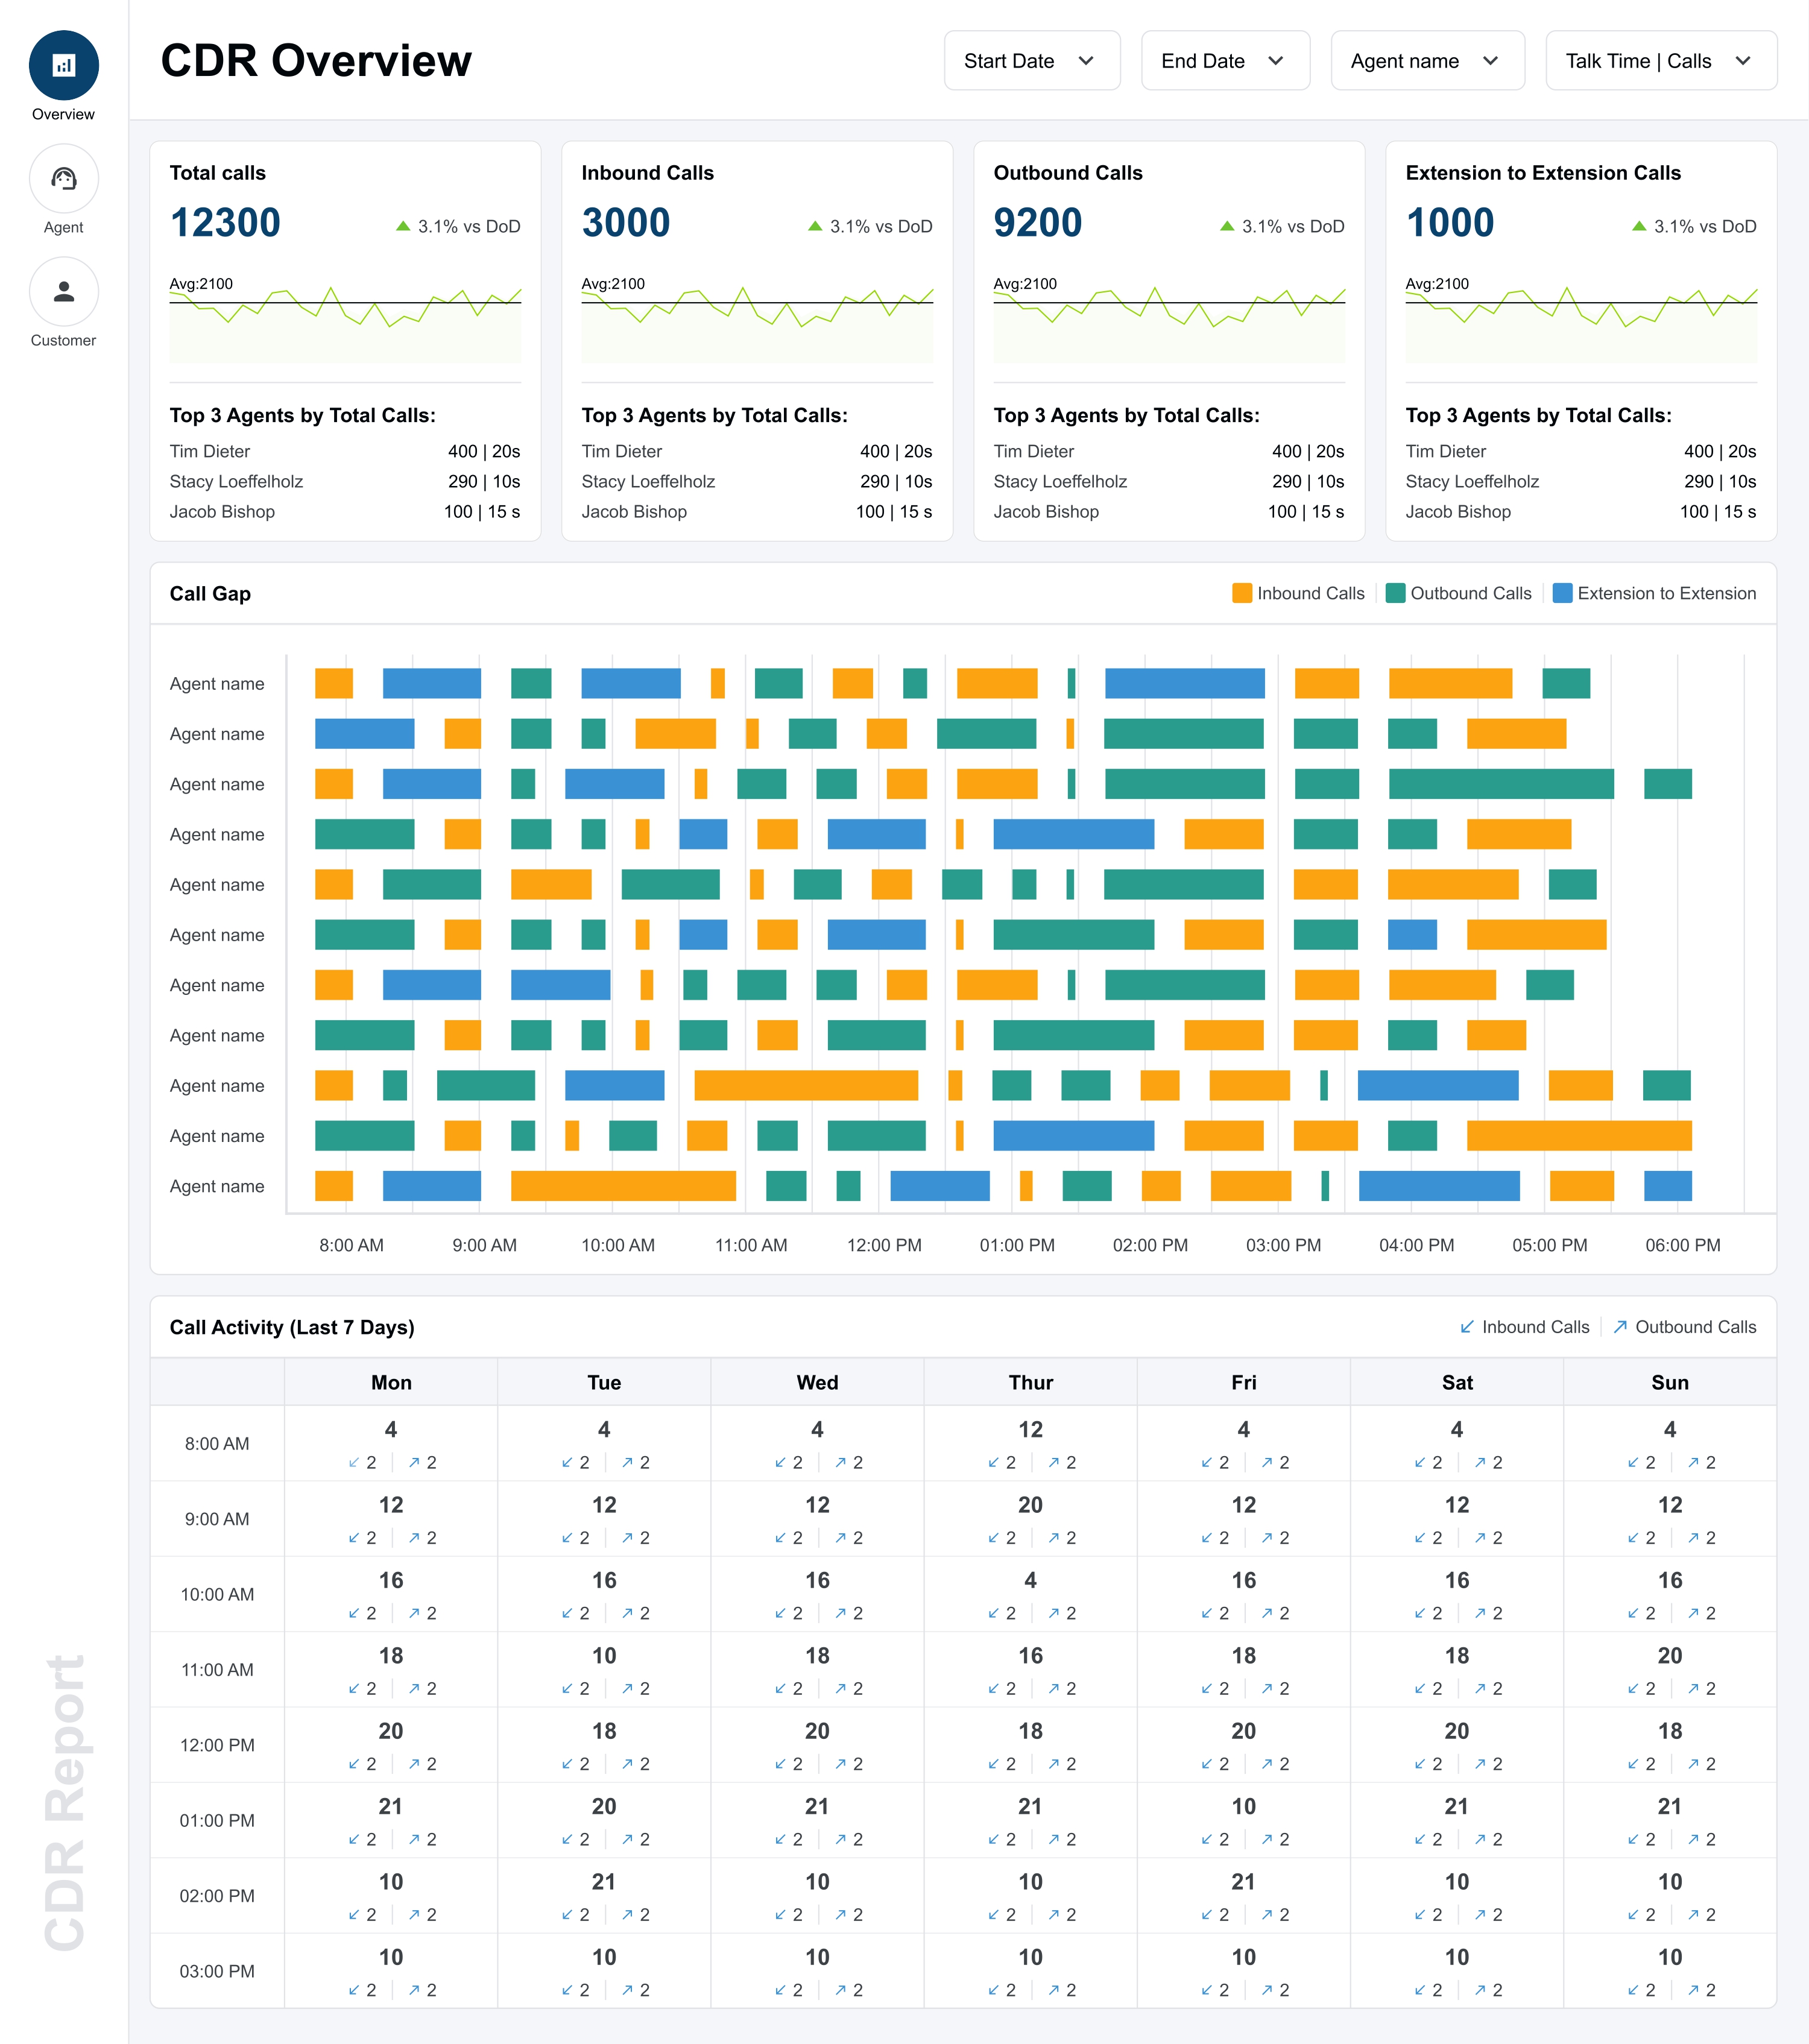 CDR Overview
Start Date
End Date
Agent name
Talk Time | Calls
Overview
Agent
Customer
CDR Report
Total calls
12300
3.1% vs DoD
Avg:2100
Top 3 Agents by Total Calls:
Tim Dieter 400 | 20s
Stacy Loeffelholz 290 | 10s
Jacob Bishop 100 | 15 s
Inbound Calls
3000
3.1% vs DoD
Avg:2100
Top 3 Agents by Total Calls:
Tim Dieter 400 | 20s
Stacy Loeffelholz 290 | 10s
Jacob Bishop 100 | 15 s
Outbound Calls
9200
3.1% vs DoD
Avg:2100
Top 3 Agents by Total Calls:
Tim Dieter 400 | 20s
Stacy Loeffelholz 290 | 10s
Jacob Bishop 100 | 15 s
Extension to Extension Calls
1000
3.1% vs DoD
Avg:2100
Top 3 Agents by Total Calls:
Tim Dieter 400 | 20s
Stacy Loeffelholz 290 | 10s
Jacob Bishop 100 | 15 s
Call Gap
Inbound Calls | Outbound Calls | Extension to Extension
Agent name
Agent name
Agent name
Agent name
Agent name
Agent name
Agent name
Agent name
Agent name
Agent name
Agent name
8:00 AM 9:00 AM 10:00 AM 11:00 AM 12:00 PM 01:00 PM 02:00 PM 03:00 PM 04:00 PM 05:00 PM 06:00 PM
Call Activity (Last 7 Days)
Inbound Calls | Outbound Calls
Mon Tue Wed Thur Fri Sat Sun
8:00 AM
4 4 4 12 4 4 4
2 | 2 2 | 2 2 | 2 2 | 2 2 | 2 2 | 2 2 | 2
9:00 AM
12 12 12 20 12 12 12
2 | 2 2 | 2 2 | 2 2 | 2 2 | 2 2 | 2 2 | 2
10:00 AM
16 16 16 4 16 16 16
2 | 2 2 | 2 2 | 2 2 | 2 2 | 2 2 | 2 2 | 2
11:00 AM
18 10 18 16 18 18 20
2 | 2 2 | 2 2 | 2 2 | 2 2 | 2 2 | 2 2 | 2
12:00 PM
20 18 20 18 20 20 18
2 | 2 2 | 2 2 | 2 2 | 2 2 | 2 2 | 2 2 | 2
01:00 PM
21 20 21 21 10 21 21
2 | 2 2 | 2 2 | 2 2 | 2 2 | 2 2 | 2 2 | 2
02:00 PM
10 21 10 10 21 10 10
2 | 2 2 | 2 2 | 2 2 | 2 2 | 2 2 | 2 2 | 2
03:00 PM
10 10 10 10 10 10 10
2 | 2 2 | 2 2 | 2 2 | 2 2 | 2 2 | 2 2 | 2